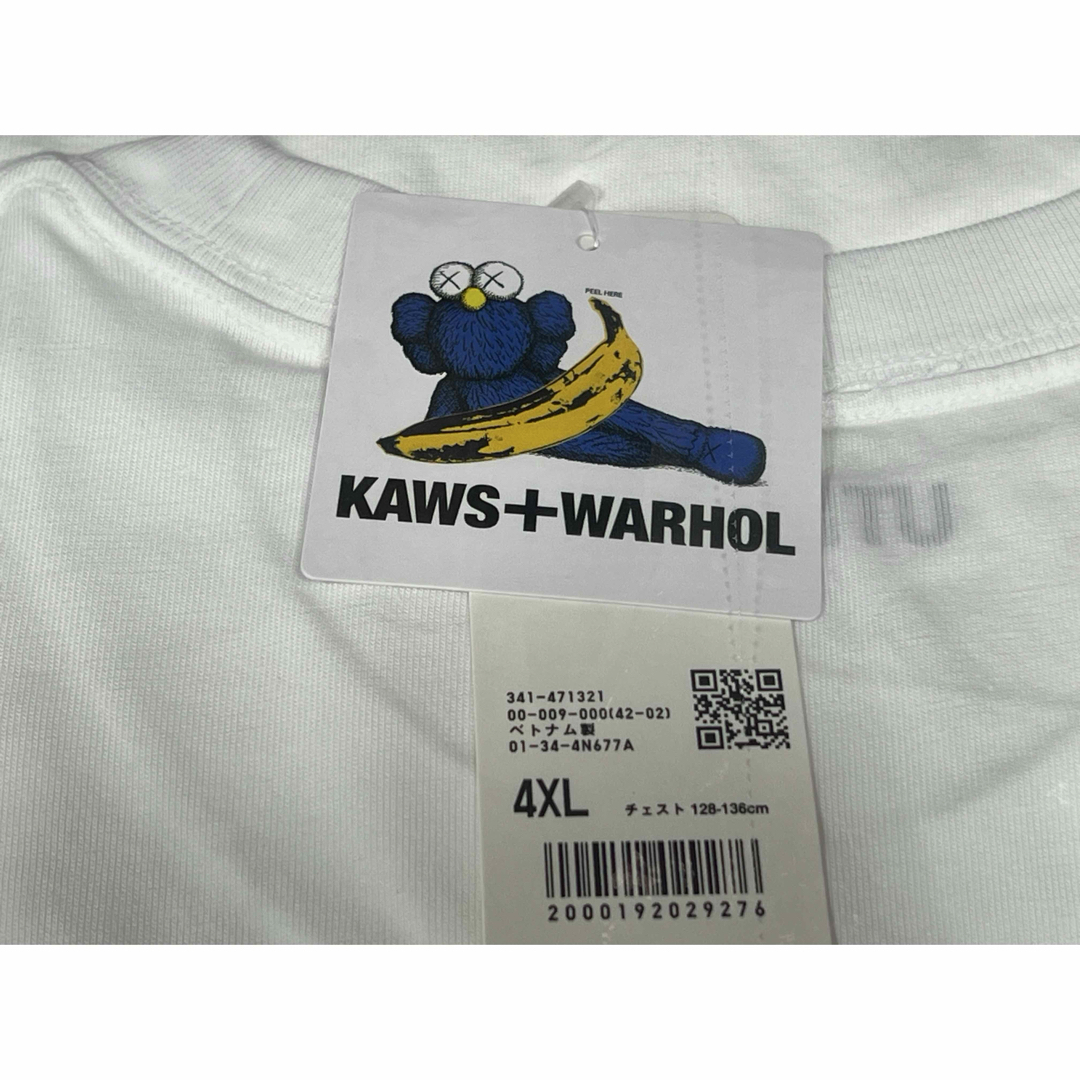 PEEL HERE
KAWS+WARHOL
UT
341-471321
00-009-000(42-02)
ベトナム製
01-34-4N677A
4XL チェスト 128-136cm
2000192029276